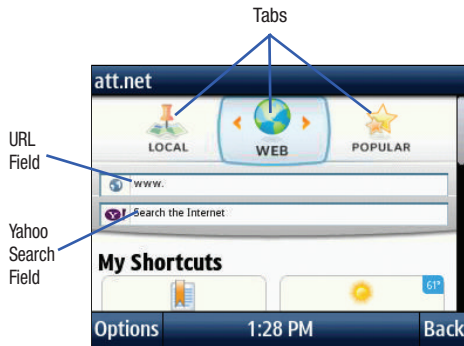 Tabs
att.net
LOCAL
WEB
POPULAR
URL
Field
www.
Y!
Search the Internet
Yahoo
Search
Field
My Shortcuts
61°
Options
1:28 PM
Back